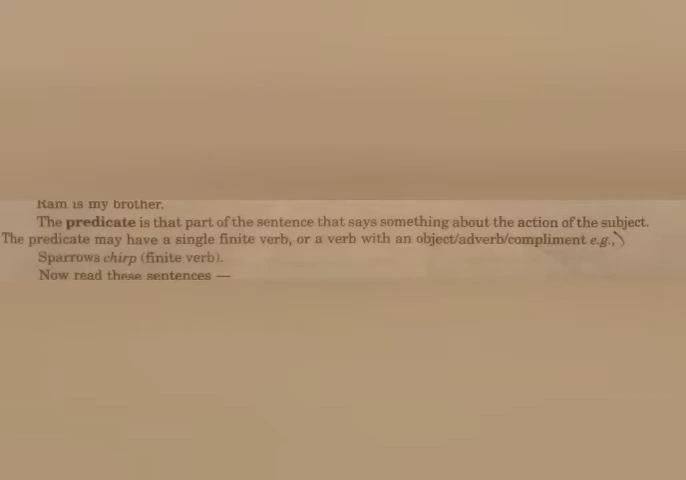 Ram is my brother.
The predicate is that part of the sentence that says something about the action of the subject.
The predicate may have a single finite verb, or a verb with an object/adverb/compliment e.g.,
Sparrows chirp (finite verb).
Now read these sentences —